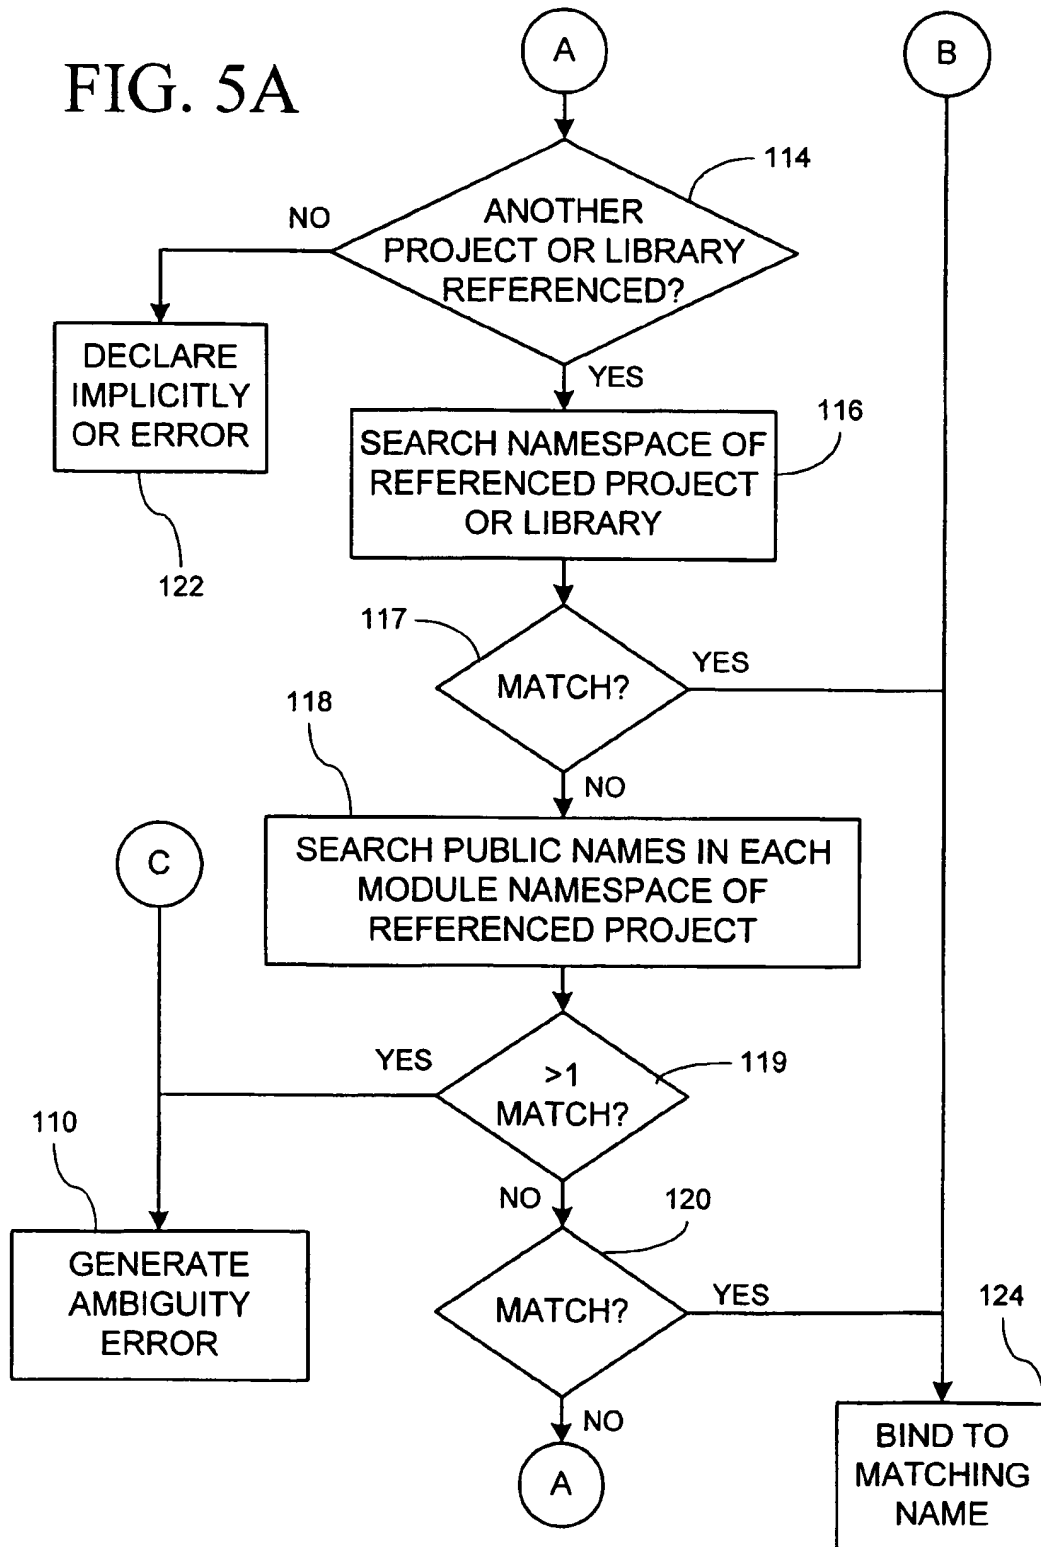 FIG. 5A
A
B
114
NO
ANOTHER
PROJECT OR LIBRARY
REFERENCED?
DECLARE
IMPLICITLY
OR ERROR
122
YES
116
SEARCH NAMESPACE OF
REFERENCED PROJECT
OR LIBRARY
117
MATCH?
YES
118
NO
C
SEARCH PUBLIC NAMES IN EACH
MODULE NAMESPACE OF
REFERENCED PROJECT
YES
>1
MATCH?
119
110
NO
120
GENERATE
AMBIGUITY
ERROR
MATCH?
YES
124
NO
A
BIND TO
MATCHING
NAME